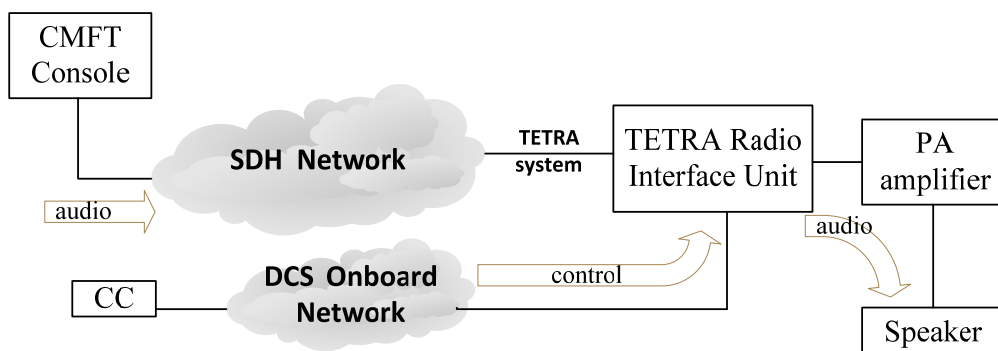 CMFT
Console
SDH Network
TETRA
system
TETRA Radio
Interface Unit
PA
amplifier
audio
audio
DCS Onboard
Network
control
CC
Speaker